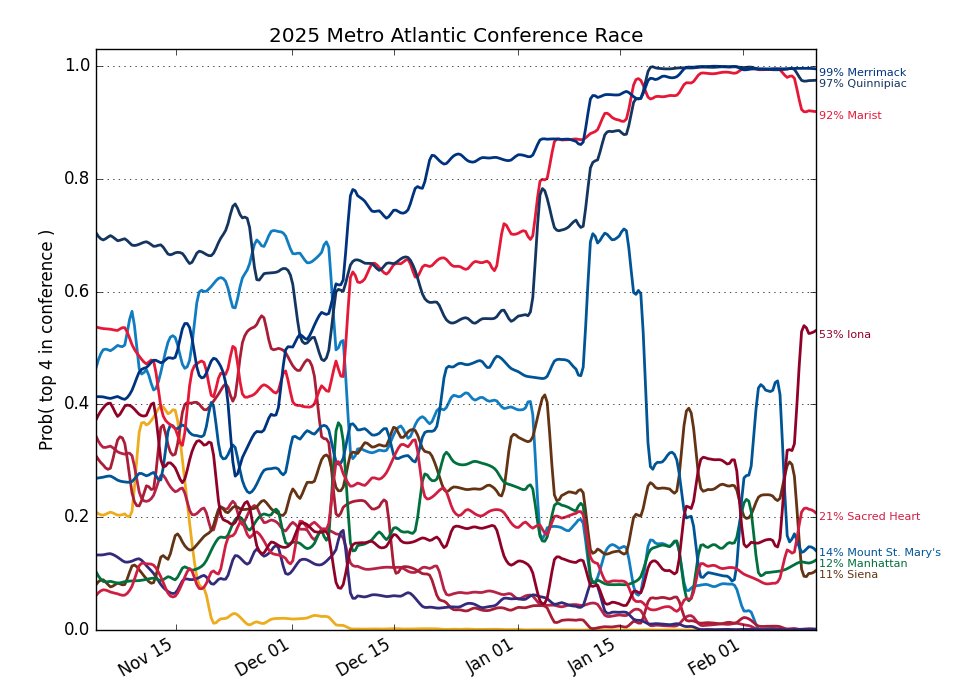 2025 Metro Atlantic Conference Race
1.0
0.8
0.6
0.4
0.2
0.0
Prob( top 4 in conference )
Nov 15
Dec 01
Dec 15
Jan 01
Jan 15
Feb 01
99% Merrimack
97% Quinnipiac
92% Marist
53% Iona
21% Sacred Heart
14% Mount St. Mary's
12% Manhattan
11% Siena